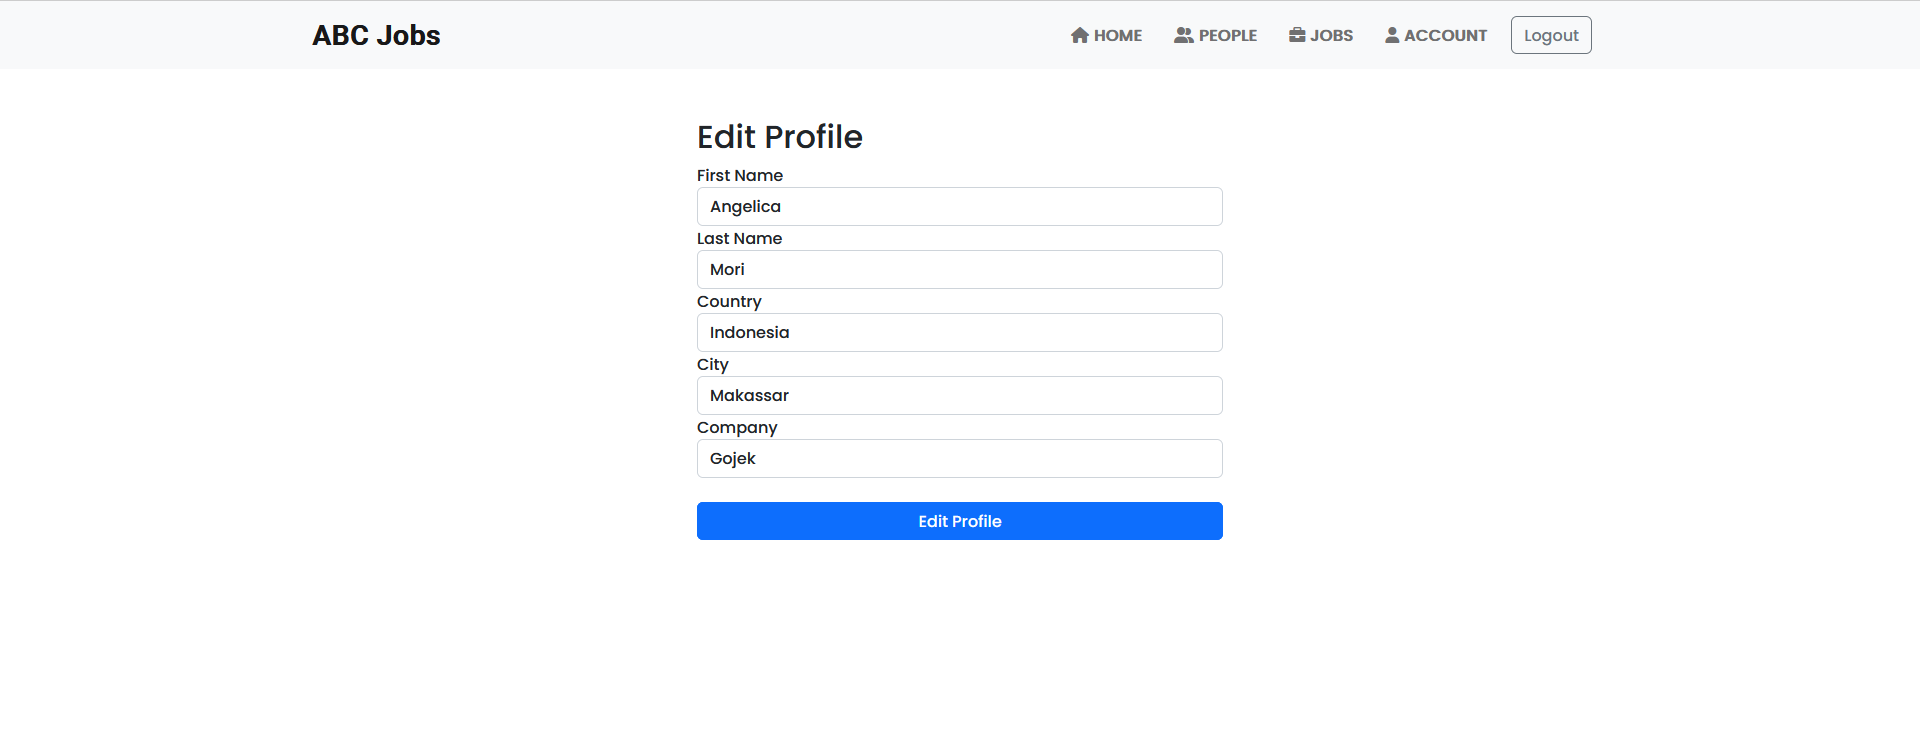 ABC Jobs HOME PEOPLE JOBS ACCOUNT Logout
Edit Profile
First Name
Angelica
Last Name
Mori
Country
Indonesia
City
Makassar
Company
Gojek
Edit Profile